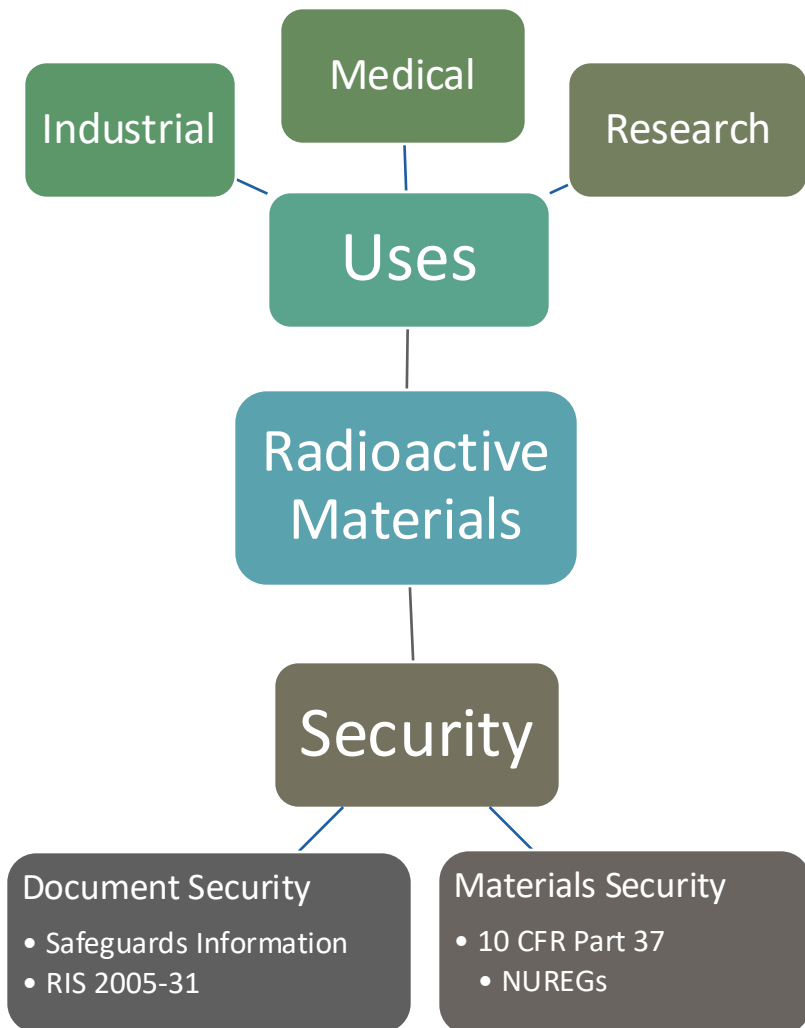 Medical
Industrial
Research
Uses
Radioactive
Materials
Security
Document Security
• Safeguards Information
• RIS 2005-31
Materials Security
• 10 CFR Part 37
• NUREGs